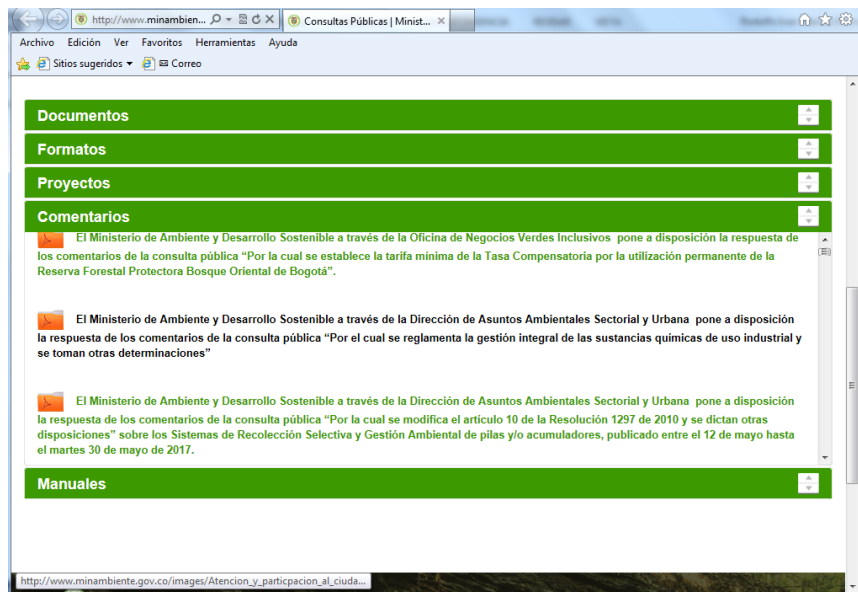 http://www.minambien...
Consultas Públicas | Minist...
Archivo Edición Ver Favoritos Herramientas Ayuda
Sitios sugeridos Correo
Documentos
Formatos
Proyectos
Comentarios
El Ministerio de Ambiente y Desarrollo Sostenible a través de la Oficina de Negocios Verdes Inclusivos pone a disposición la respuesta de
los comentarios de la consulta pública “Por la cual se establece la tarifa mínima de la Tasa Compensatoria por la utilización permanente de la
Reserva Forestal Protectora Bosque Oriental de Bogotá”.
El Ministerio de Ambiente y Desarrollo Sostenible a través de la Dirección de Asuntos Ambientales Sectorial y Urbana pone a disposición
la respuesta de los comentarios de la consulta pública “Por el cual se reglamenta la gestión integral de las sustancias químicas de uso industrial y
se toman otras determinaciones”
El Ministerio de Ambiente y Desarrollo Sostenible a través de la Dirección de Asuntos Ambientales Sectorial y Urbana pone a disposición
la respuesta de los comentarios de la consulta pública “Por la cual se modifica el artículo 10 de la Resolución 1297 de 2010 y se dictan otras
disposiciones” sobre los Sistemas de Recolección Selectiva y Gestión Ambiental de pilas y/o acumuladores, publicado entre el 12 de mayo hasta
el martes 30 de mayo de 2017.
Manuales
http://www.minambiente.gov.co/images/Atencion_y_particpacion_al_ciuda...